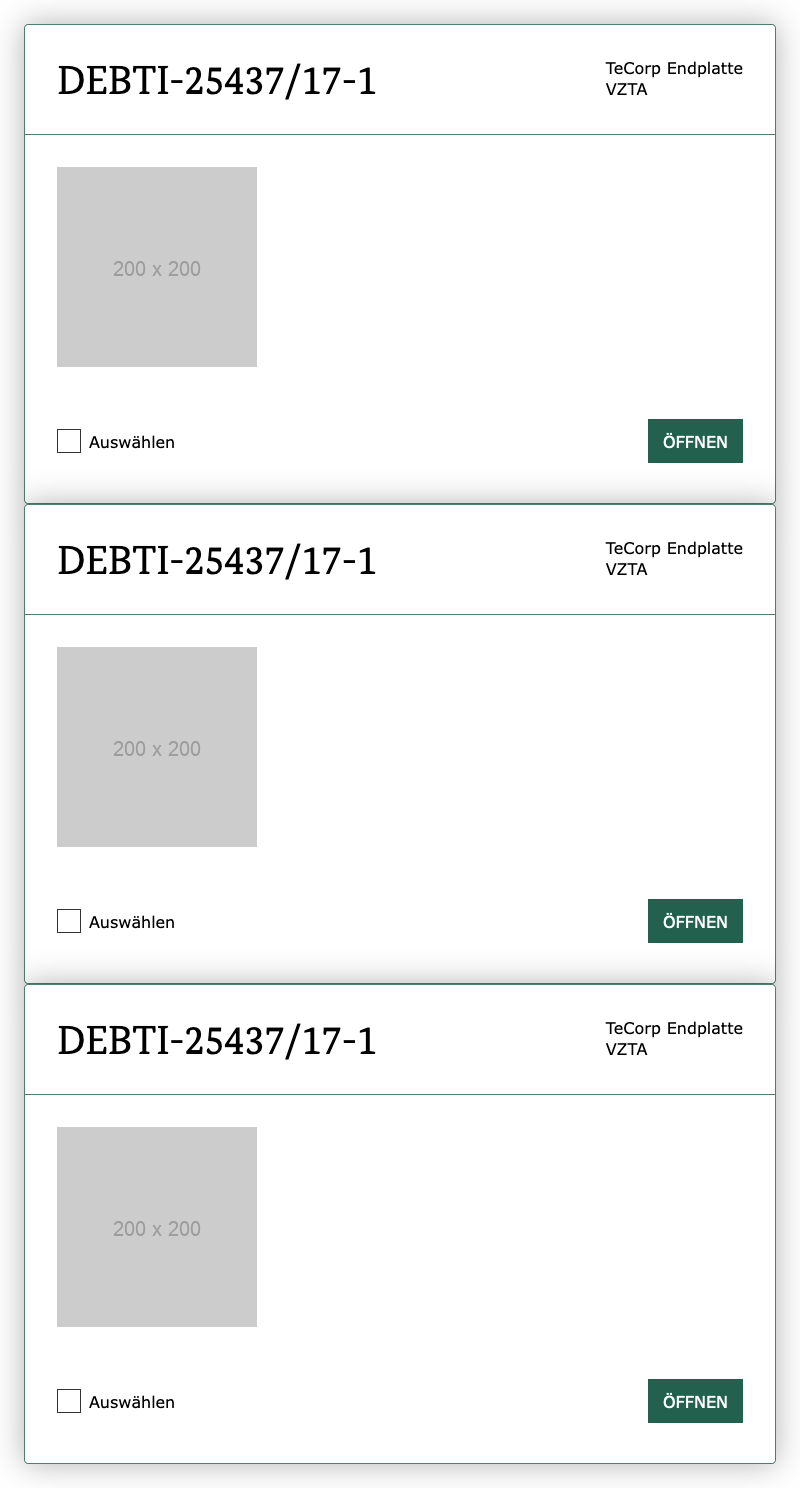 DEBTI-25437/17-1
TeCorp Endplatte
VZTA
200 x 200
Auswählen
ÖFFNEN
DEBTI-25437/17-1
TeCorp Endplatte
VZTA
200 x 200
Auswählen
ÖFFNEN
DEBTI-25437/17-1
TeCorp Endplatte
VZTA
200 x 200
Auswählen
ÖFFNEN